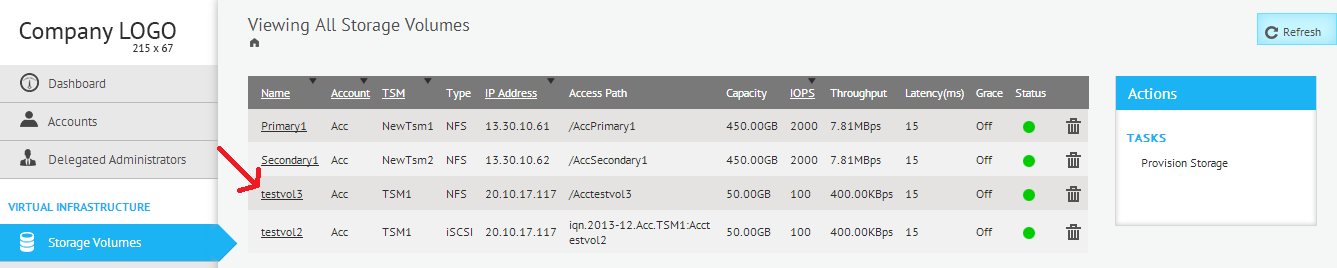 Company LOGO
215 x 67
Dashboard
Accounts
Delegated Administrators
VIRTUAL INFRASTRUCTURE
Storage Volumes
Viewing All Storage Volumes
Refresh
Name Account TSM Type IP Address Access Path Capacity IOPS Throughput Latency(ms) Grace Status
Primary1 Acc NewTsm1 NFS 13.30.10.61 /AccPrimary1 450.00GB 2000 7.81MBps 15 Off
Secondary1 Acc NewTsm2 NFS 13.30.10.62 /AccSecondary1 450.00GB 2000 7.81MBps 15 Off
testvol3 Acc TSM1 NFS 20.10.17.117 /Acctestvol3 50.00GB 100 400.00KBps 15 Off
testvol2 Acc TSM1 iSCSI 20.10.17.117 iqn.2013-12.Acc.TSM1:Acct 50.00GB 100 400.00KBps 15 Off
estvol2
Actions
TASKS
Provision Storage